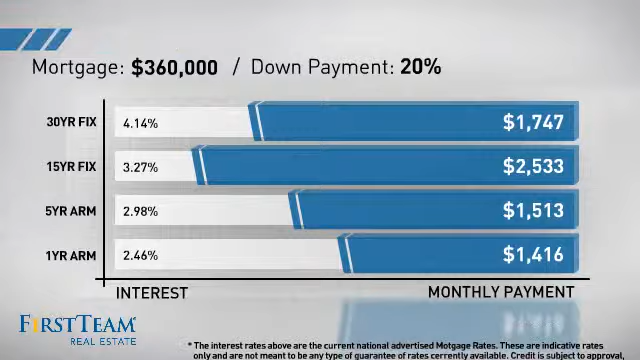 Mortgage: $360,000 / Down Payment: 20%
30YR FIX 4.14% $1,747
15YR FIX 3.27% $2,533
5YR ARM 2.98% $1,513
1YR ARM 2.46% $1,416
INTEREST MONTHLY PAYMENT
FIRSTTEAM®
REAL ESTATE
* The interest rates above are the current national advertised Motgage Rates. These are indicative rates
only and are not meant to be any type of guarantee of rates cerrently available. Credit is subject to approval,